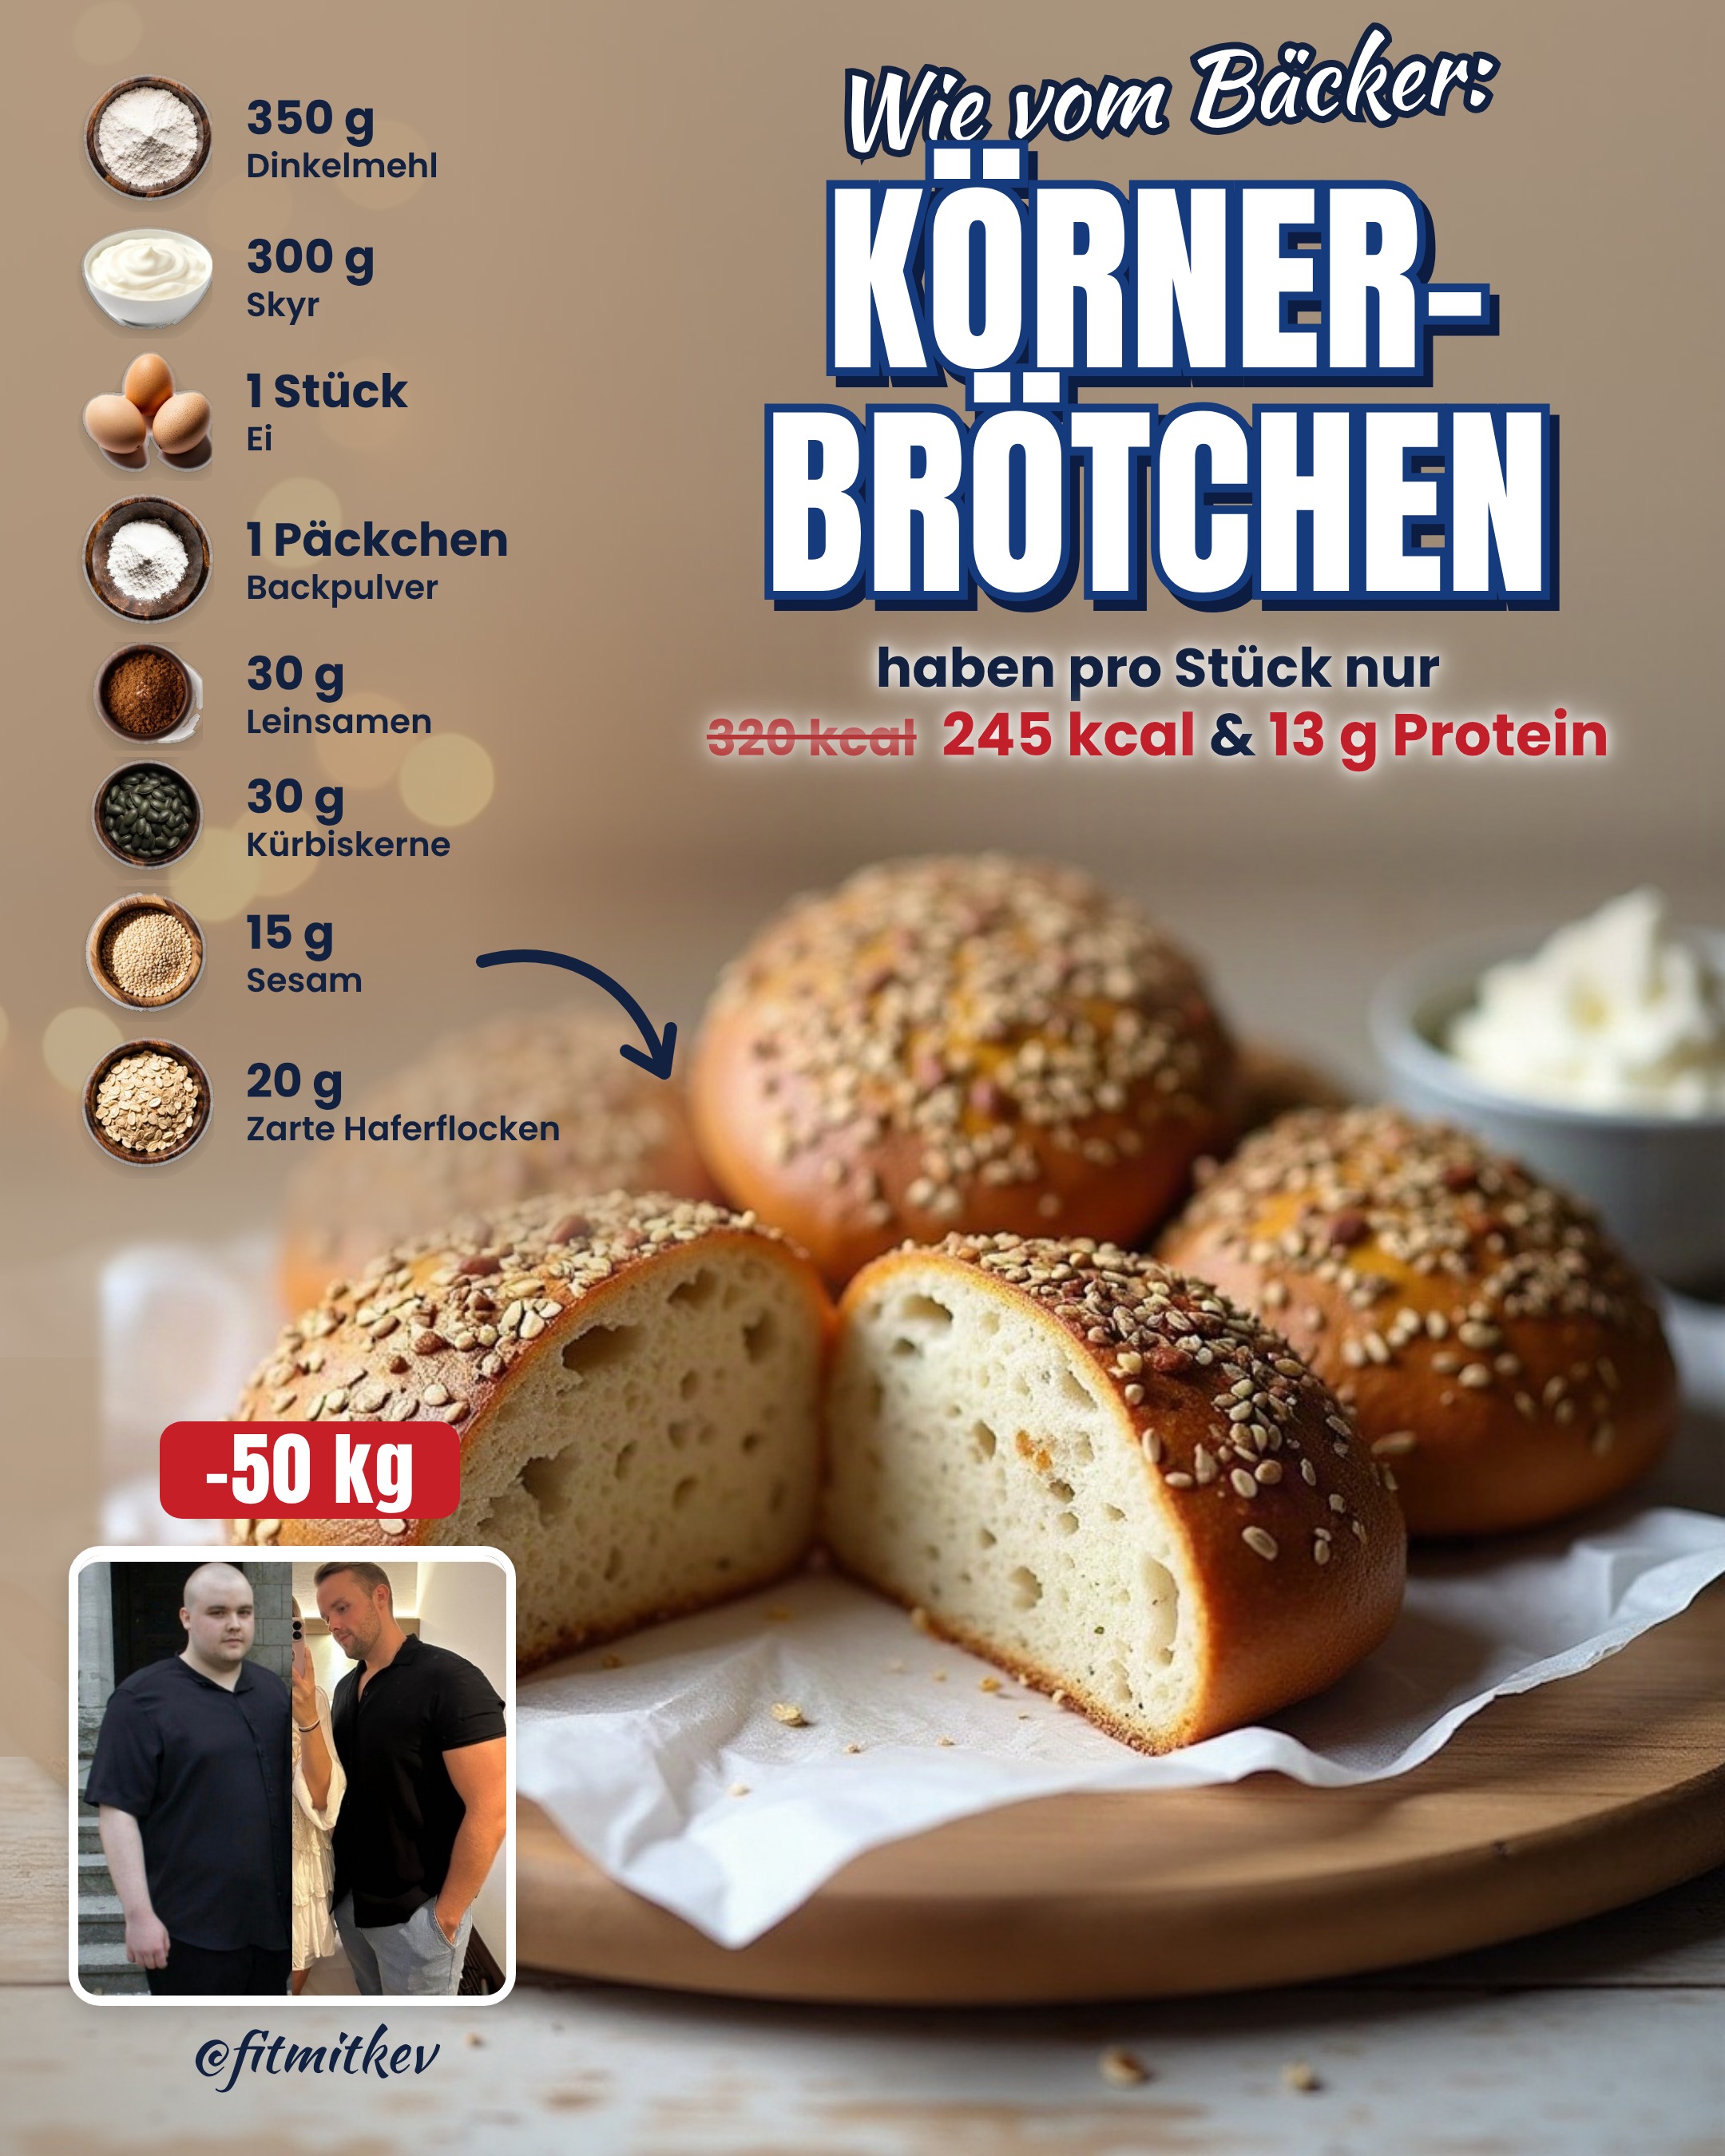 Wie vom Bäcker:
KÖRNER-
BRÖTCHEN
haben pro Stück nur
320 kcal 245 kcal & 13 g Protein
350 g
Dinkelmehl
300 g
Skyr
1 Stück
Ei
1 Päckchen
Backpulver
30 g
Leinsamen
30 g
Kürbiskerne
15 g
Sesam
20 g
Zarte Haferflocken
-50 kg
@fitmitkev